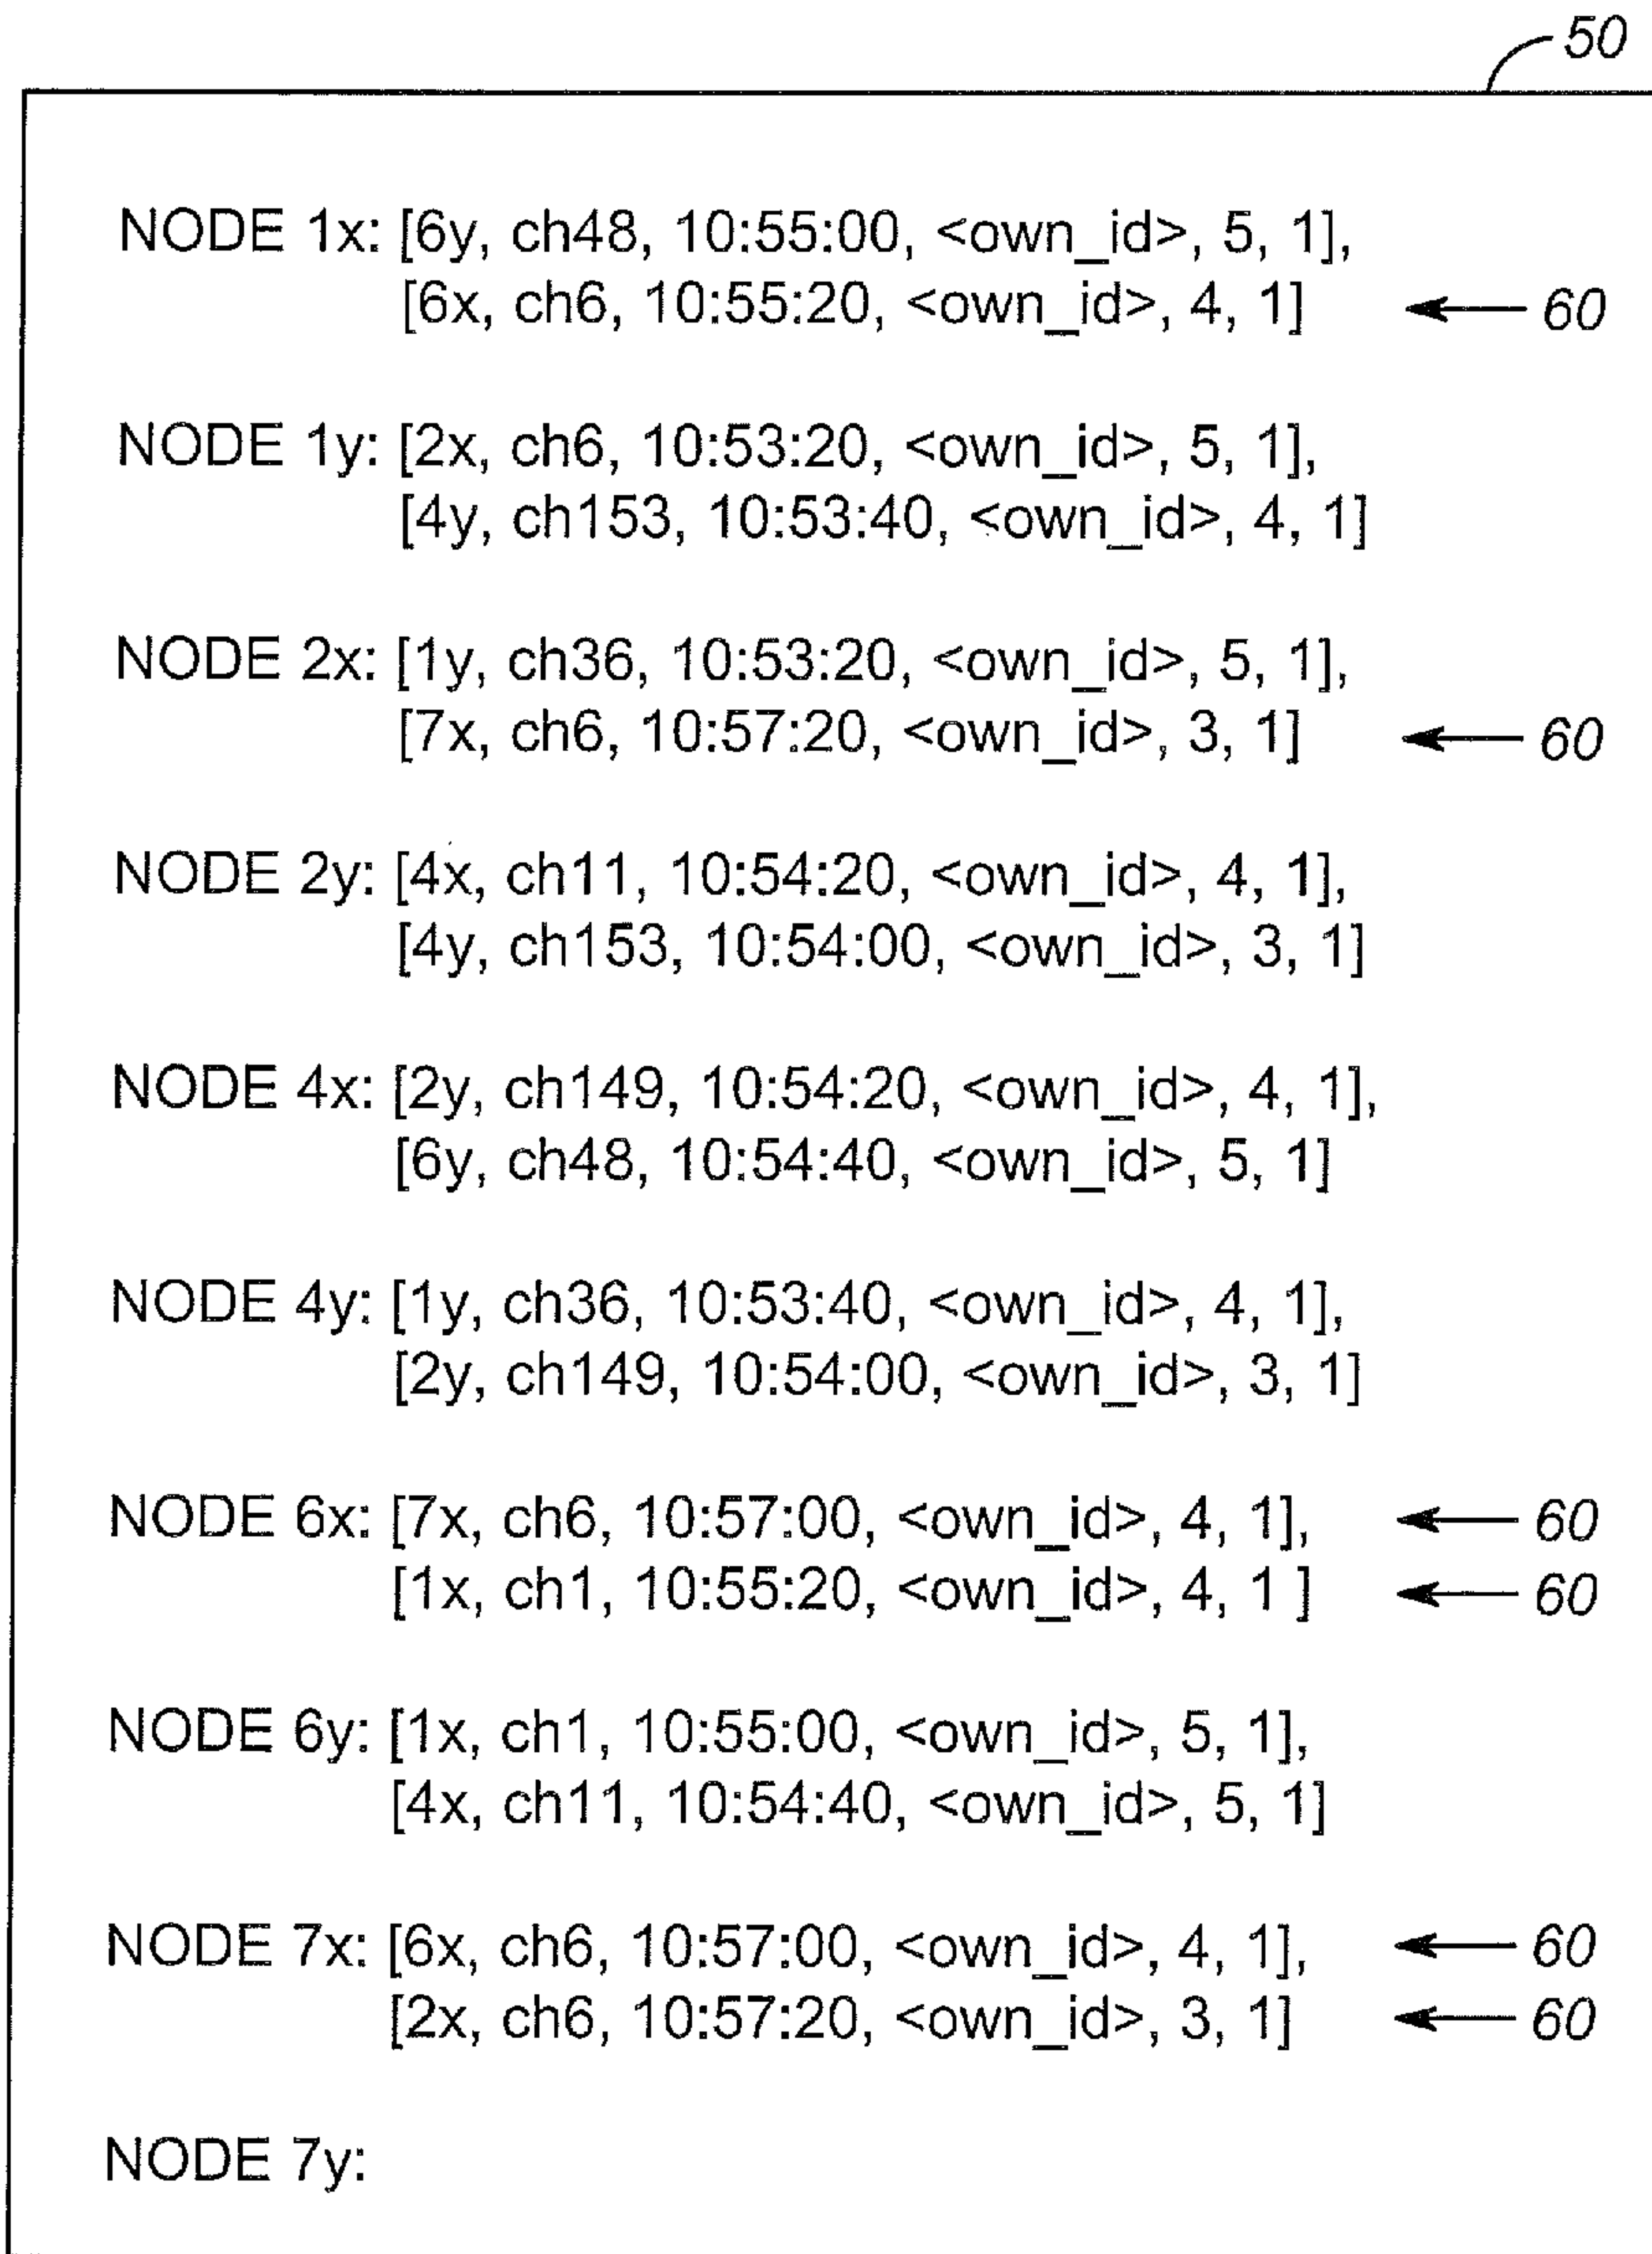 50
NODE 1x: [6y, ch48, 10:55:00, <own_id>, 5, 1],
[6x, ch6, 10:55:20, <own_id>, 4, 1] 60
NODE 1y: [2x, ch6, 10:53:20, <own_id>, 5, 1],
[4y, ch153, 10:53:40, <own_id>, 4, 1]
NODE 2x: [1y, ch36, 10:53:20, <own_id>, 5, 1],
[7x, ch6, 10:57:20, <own_id>, 3, 1] 60
NODE 2y: [4x, ch11, 10:54:20, <own_id>, 4, 1],
[4y, ch153, 10:54:00, <own_id>, 3, 1]
NODE 4x: [2y, ch149, 10:54:20, <own_id>, 4, 1],
[6y, ch48, 10:54:40, <own_id>, 5, 1]
NODE 4y: [1y, ch36, 10:53:40, <own_id>, 4, 1],
[2y, ch149, 10:54:00, <own_id>, 3, 1]
NODE 6x: [7x, ch6, 10:57:00, <own_id>, 4, 1], 60
[1x, ch1, 10:55:20, <own_id>, 4, 1 ] 60
NODE 6y: [1x, ch1, 10:55:00, <own_id>, 5, 1],
[4x, ch11, 10:54:40, <own_id>, 5, 1]
NODE 7x: [6x, ch6, 10:57:00, <own_id>, 4, 1], 60
[2x, ch6, 10:57:20, <own_id>, 3, 1] 60
NODE 7y: